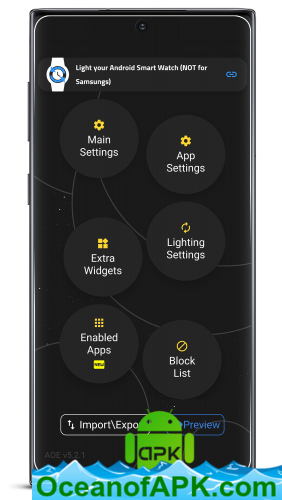 Light your Android Smart Watch (NOT for
Samsungs)
Main
Settings
App
Settings
Extra
Widgets
Lighting
Settings
Enabled
Apps
NEW
Block
List
Import\Expo
Preview
AOE v5.2.1
apk
OceanofAPK.com